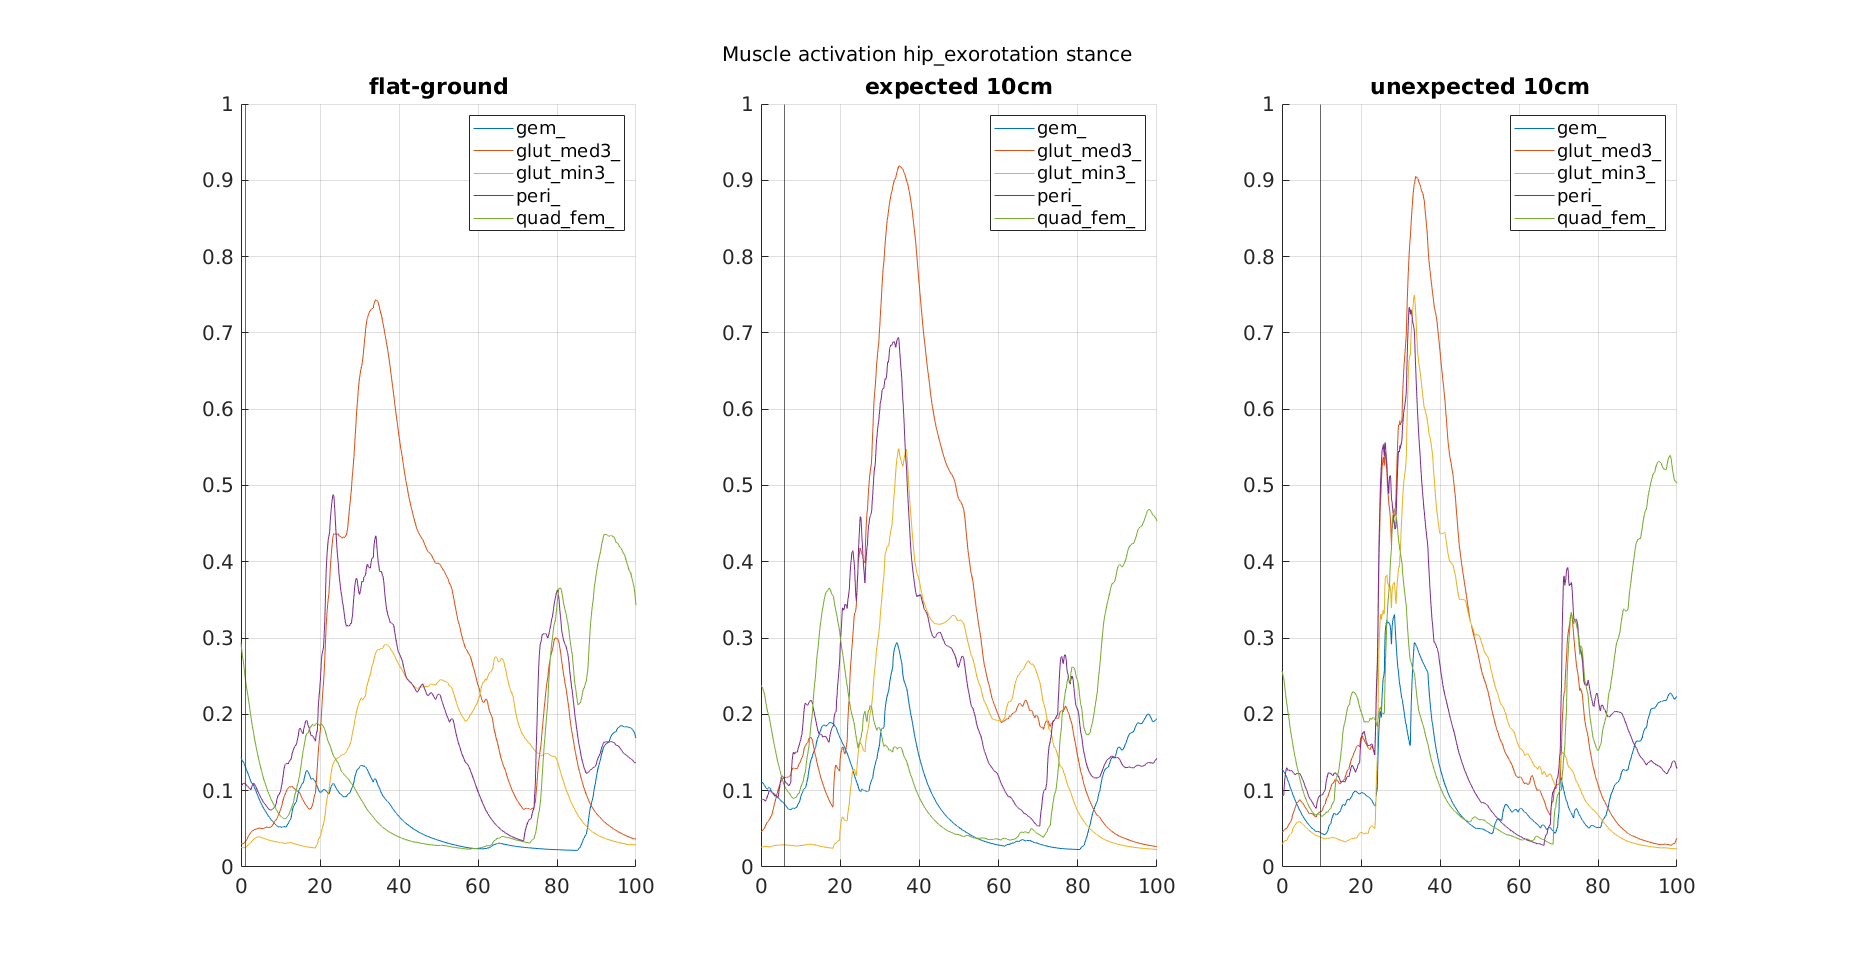 Muscle activation hip_exorotation stance
flat-ground
expected 10cm
unexpected 10cm
1
0.9
0.8
0.7
0.6
0.5
0.4
0.3
0.2
0.1
0
0 20 40 60 80 100
gem_
glut_med3_
glut_min3_
peri_
quad_fem_
1
0.9
0.8
0.7
0.6
0.5
0.4
0.3
0.2
0.1
0
0 20 40 60 80 100
gem_
glut_med3_
glut_min3_
peri_
quad_fem_
1
0.9
0.8
0.7
0.6
0.5
0.4
0.3
0.2
0.1
0
0 20 40 60 80 100
gem_
glut_med3_
glut_min3_
peri_
quad_fem_